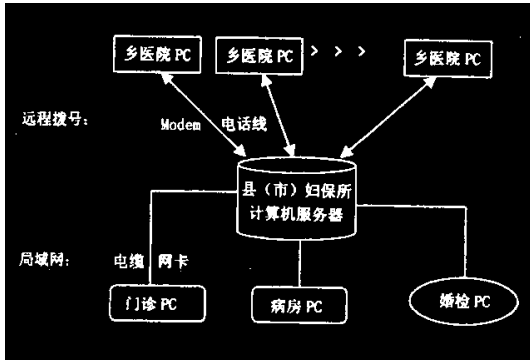 乡医院 PC
乡医院 PC
> > >
乡医院 PC
远程拨号:
Modem
电话线
县（市）妇保所
计算机服务器
局域网:
电缆
网卡
门诊 PC
病房 PC
婚检 PC